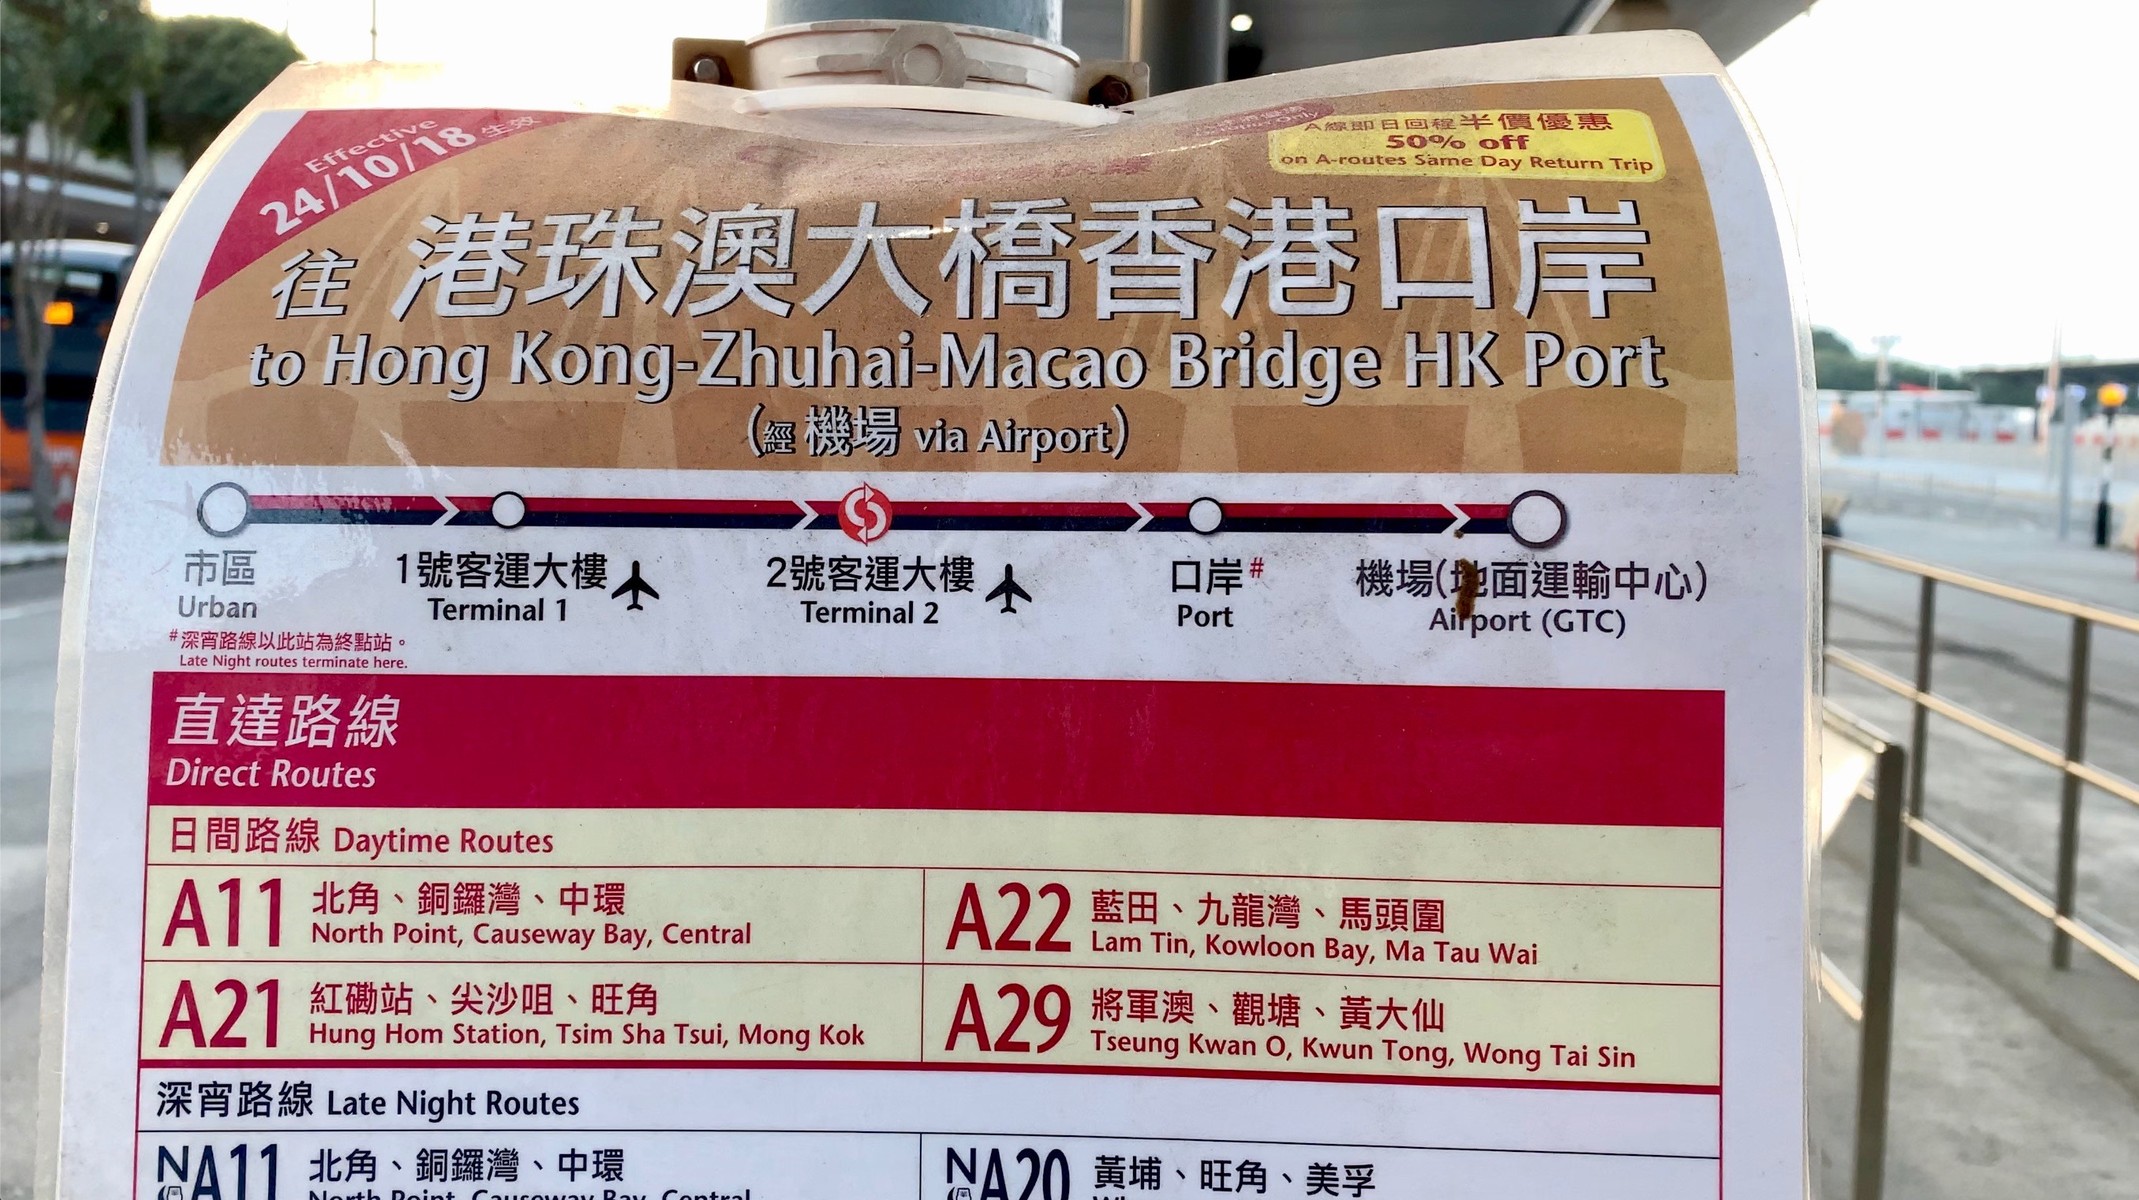 Effective
24/10/18 生效
A線即日回程半價優惠
50% off
on A-routes Same Day Return Trip
往 港珠澳大橋香港口岸
to Hong Kong-Zhuhai-Macao Bridge HK Port
(經機場 via Airport)
市區
Urban
1號客運大樓
Terminal 1
2號客運大樓
Terminal 2
口岸#
Port
機場(地面運輸中心)
Airport (GTC)
#深宵路線以此站為終點站。
Late Night routes terminate here.
直達路線
Direct Routes
日間路線 Daytime Routes
A11 北角、銅鑼灣、中環
North Point, Causeway Bay, Central
A22 藍田、九龍灣、馬頭圍
Lam Tin, Kowloon Bay, Ma Tau Wai
A21 紅磡站、尖沙咀、旺角
Hung Hom Station, Tsim Sha Tsui, Mong Kok
A29 將軍澳、觀塘、黃大仙
Tseung Kwan O, Kwun Tong, Wong Tai Sin
深宵路線 Late Night Routes
NA11 北角、銅鑼灣、中環
North Point, Causeway Bay, Central
NA20 黃埔、旺角、美孚